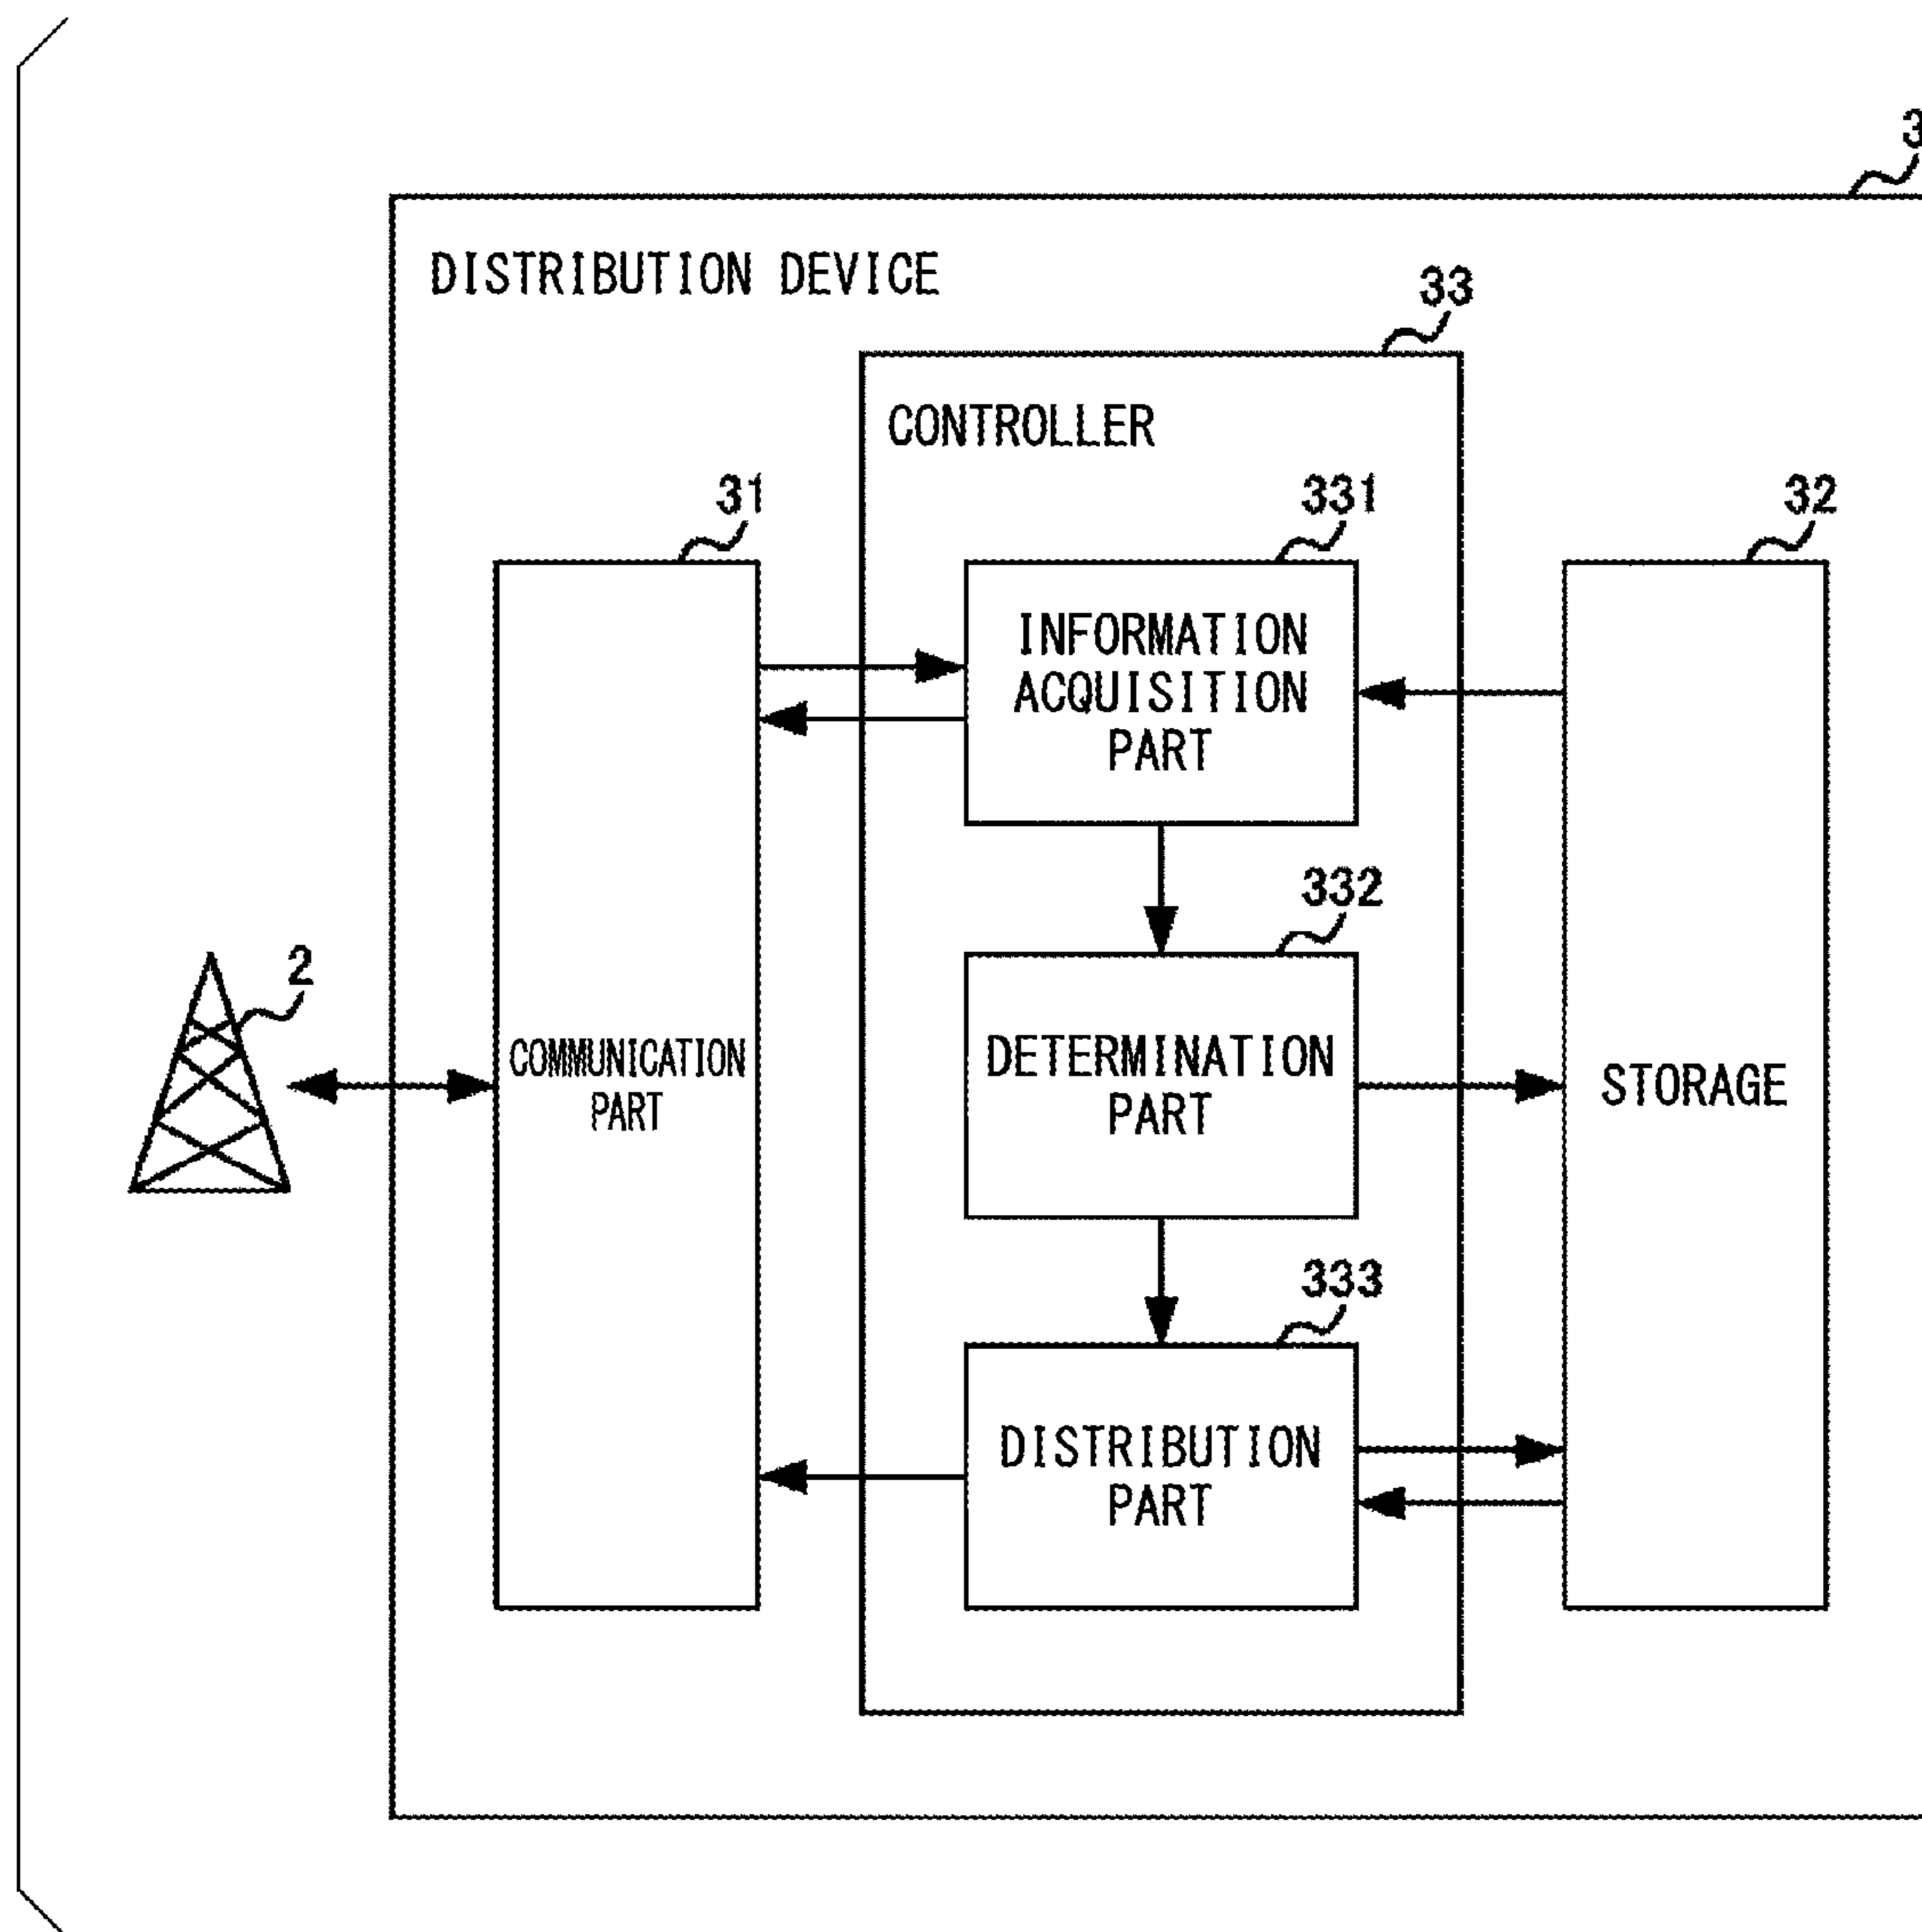 3
DISTRIBUTION DEVICE
33
CONTROLLER
31
331
32
INFORMATION
ACQUISITION
PART
332
2
COMMUNICATION
PART
DETERMINATION
PART
STORAGE
333
DISTRIBUTION
PART